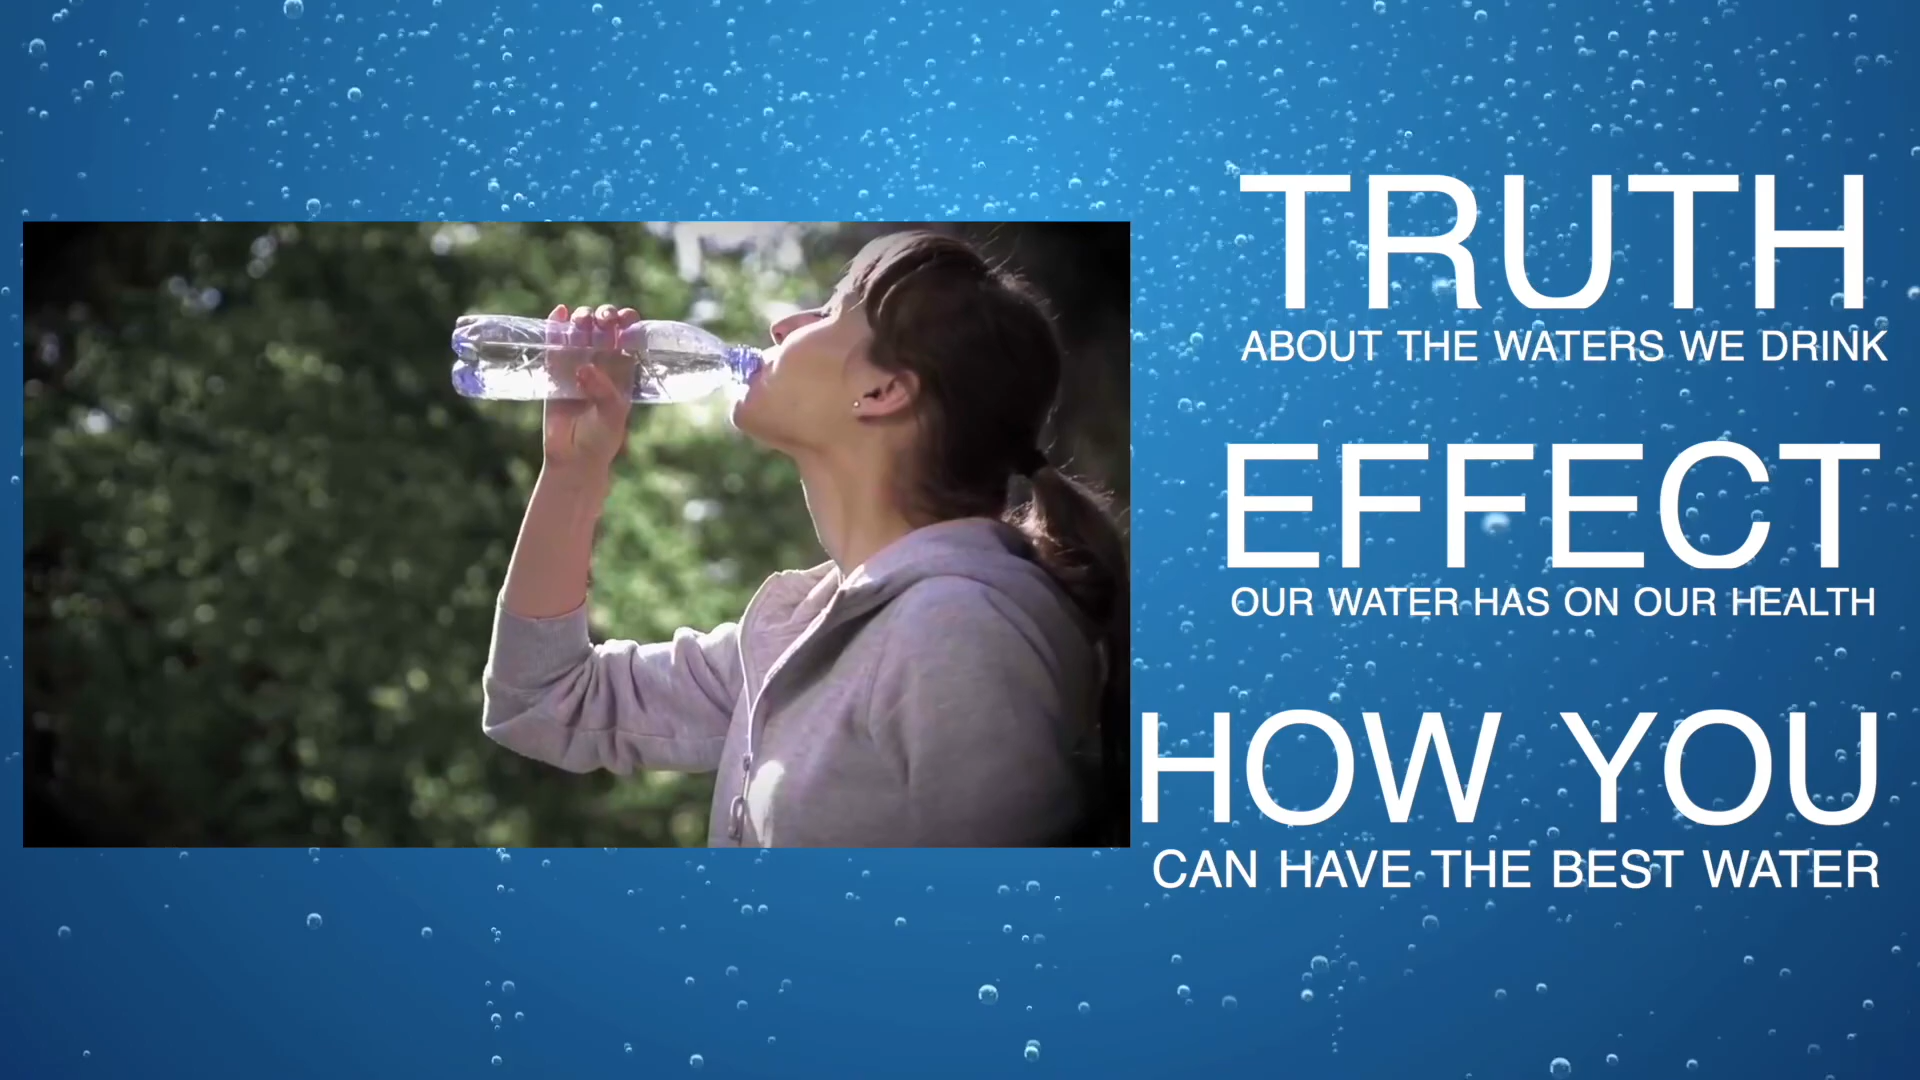 TRUTH
ABOUT THE WATERS WE DRINK
EFFECT
OUR WATER HAS ON OUR HEALTH
HOW YOU
CAN HAVE THE BEST WATER